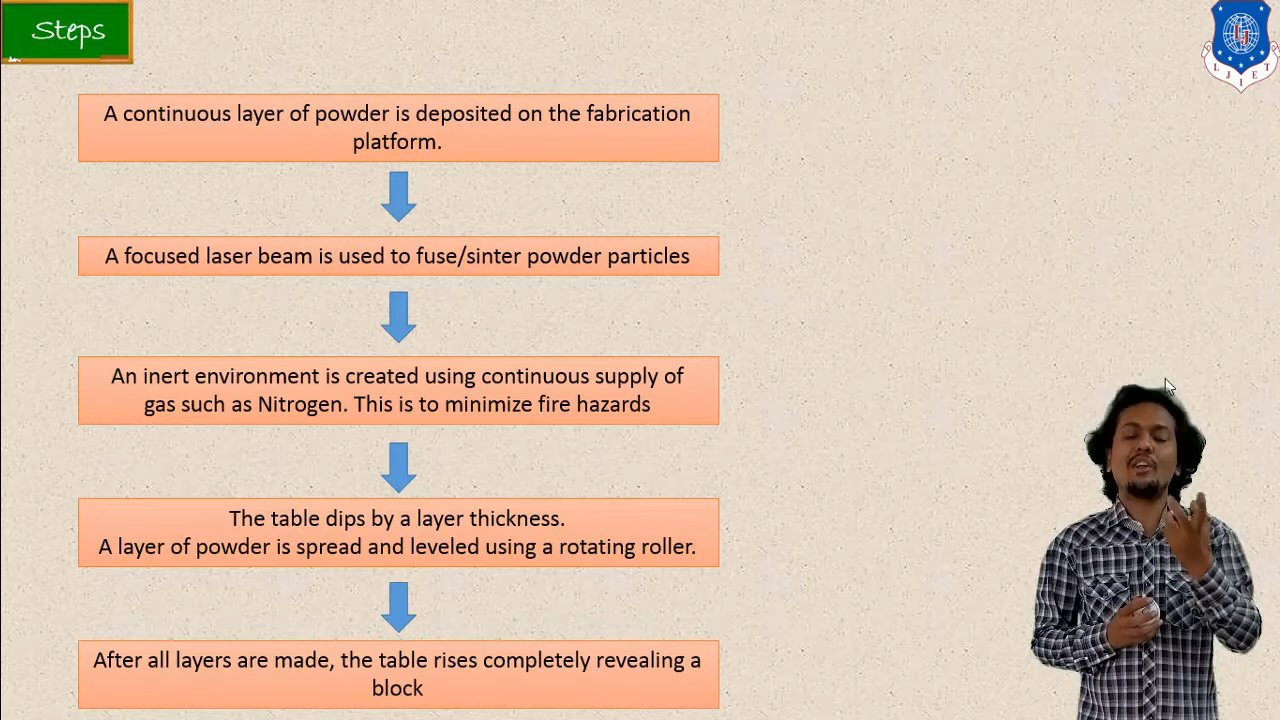 Steps
LJIET
A continuous layer of powder is deposited on the fabrication
platform.
A focused laser beam is used to fuse/sinter powder particles
An inert environment is created using continuous supply of
gas such as Nitrogen. This is to minimize fire hazards
The table dips by a layer thickness.
A layer of powder is spread and leveled using a rotating roller.
After all layers are made, the table rises completely revealing a
block